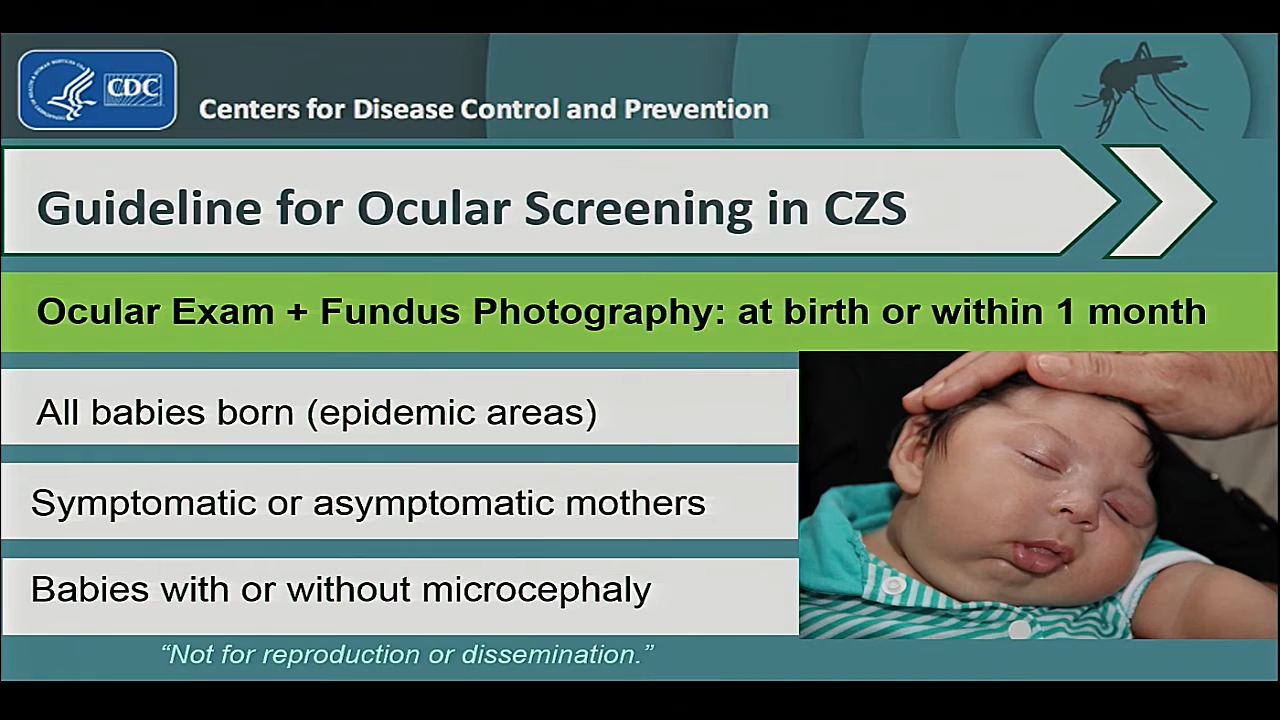 CDC
Centers for Disease Control and Prevention
Guideline for Ocular Screening in CZS
Ocular Exam + Fundus Photography: at birth or within 1 month
All babies born (epidemic areas)
Symptomatic or asymptomatic mothers
Babies with or without microcephaly
“Not for reproduction or dissemination.”